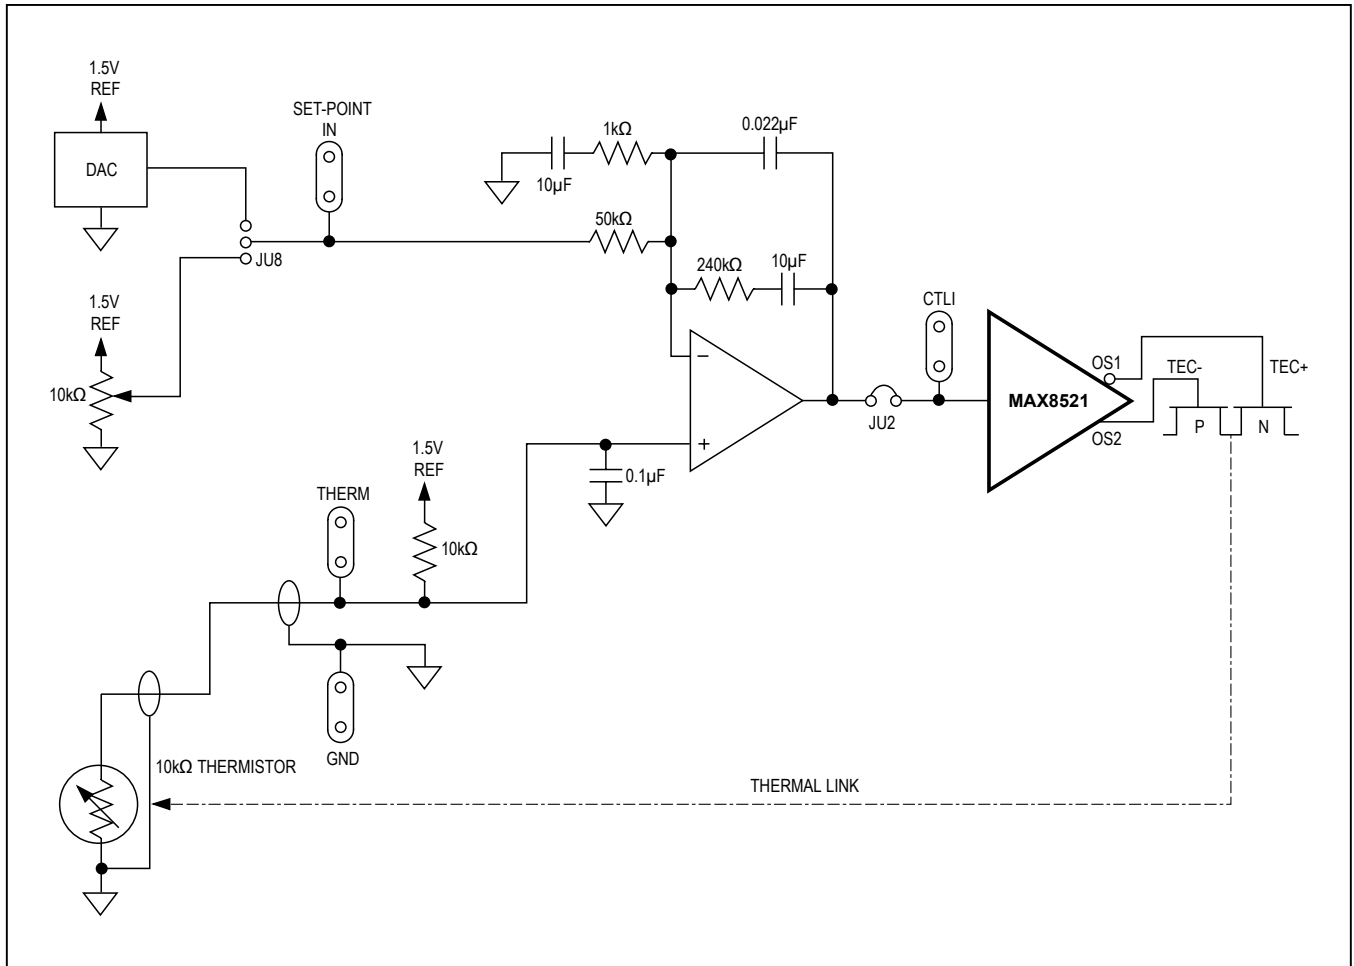 1.5V
REF
DAC
SET-POINT
IN
1kΩ
0.022µF
10µF
50kΩ
JU8
240kΩ
10µF
1.5V
REF
10kΩ
CTLI
−
+
JU2
MAX8521
OS1
OS2
TEC-
TEC+
P
N
0.1µF
1.5V
REF
10kΩ
THERM
GND
10kΩ THERMISTOR
THERMAL LINK